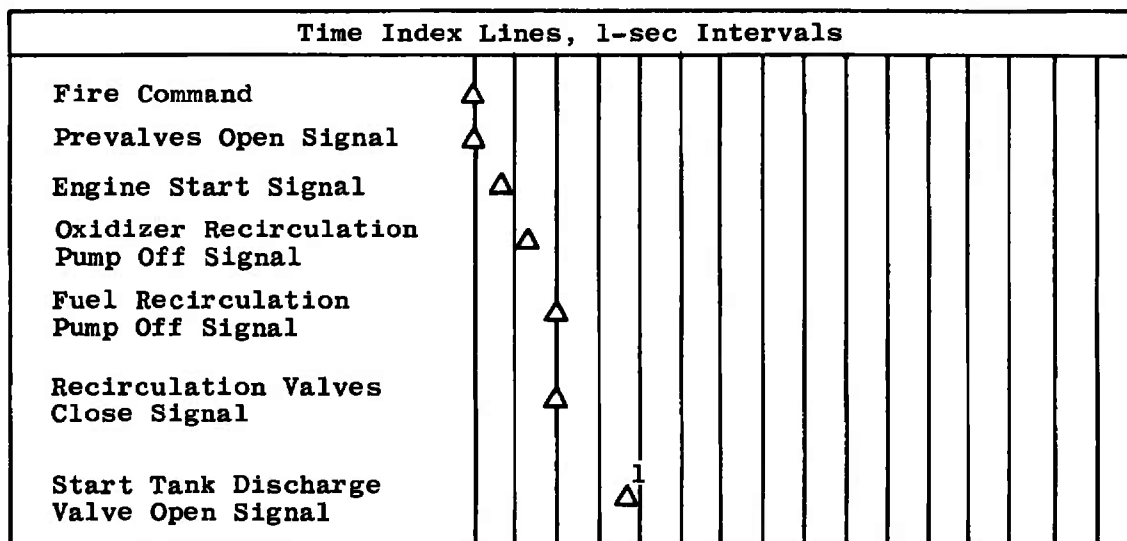 Time Index Lines, 1-sec Intervals
Fire Command
Prevalves Open Signal
Engine Start Signal
Oxidizer Recirculation
Pump Off Signal
Fuel Recirculation
Pump Off Signal
Recirculation Valves
Close Signal
1
Start Tank Discharge
Valve Open Signal